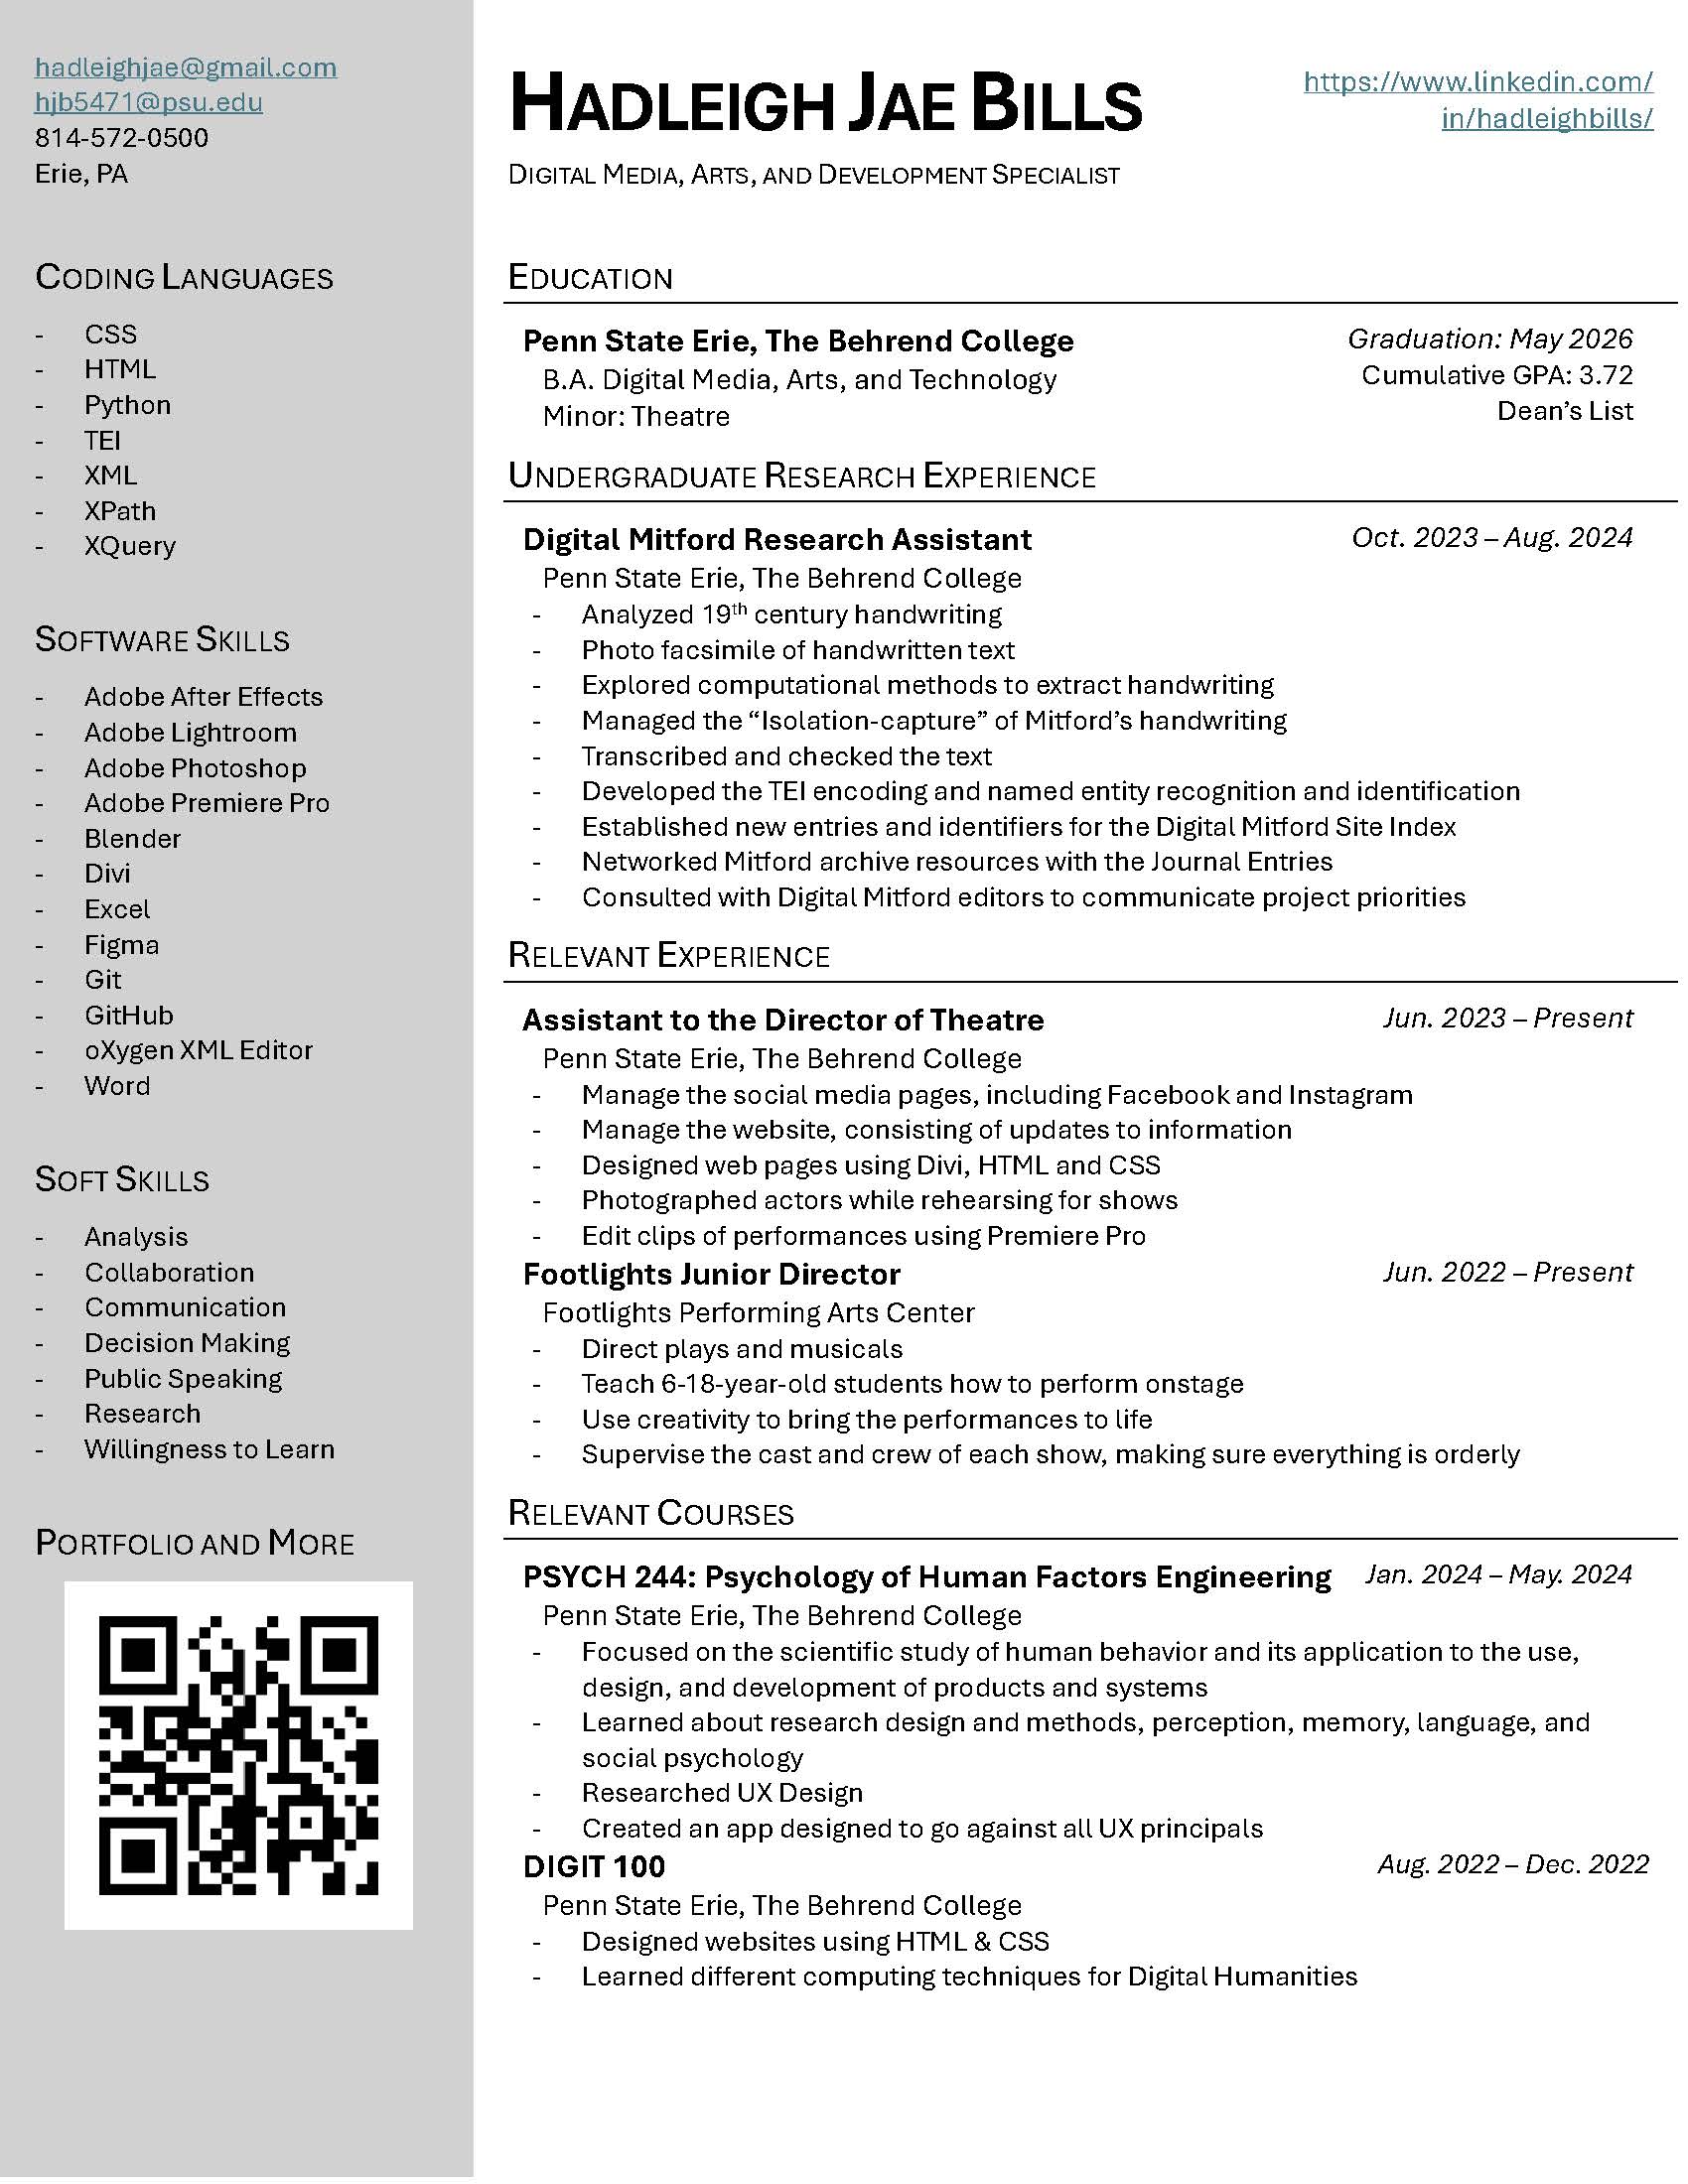 hadleighjae@gmail.com
hjb5471@psu.edu
814-572-0500
Erie, PA
CODING LANGUAGES
- CSS
- HTML
- Python
- TEI
- XML
- XPath
- XQuery
SOFTWARE SKILLS
- Adobe After Effects
- Adobe Lightroom
- Adobe Photoshop
- Adobe Premiere Pro
- Blender
- Divi
- Excel
- Figma
- Git
- GitHub
- oXygen XML Editor
- Word
SOFT SKILLS
- Analysis
- Collaboration
- Communication
- Decision Making
- Public Speaking
- Research
- Willingness to Learn
PORTFOLIO AND MORE
HADLEIGH JAE BILLS
DIGITAL MEDIA, ARTS, AND DEVELOPMENT SPECIALIST
https://www.linkedin.com/
in/hadleighbills/
EDUCATION
Penn State Erie, The Behrend College Graduation: May 2026
B.A. Digital Media, Arts, and Technology Cumulative GPA: 3.72
Minor: Theatre Dean’s List
UNDERGRADUATE RESEARCH EXPERIENCE
Digital Mitford Research Assistant Oct. 2023 – Aug. 2024
Penn State Erie, The Behrend College
- Analyzed 19th century handwriting
- Photo facsimile of handwritten text
- Explored computational methods to extract handwriting
- Managed the “Isolation-capture” of Mitford’s handwriting
- Transcribed and checked the text
- Developed the TEI encoding and named entity recognition and identification
- Established new entries and identifiers for the Digital Mitford Site Index
- Networked Mitford archive resources with the Journal Entries
- Consulted with Digital Mitford editors to communicate project priorities
RELEVANT EXPERIENCE
Assistant to the Director of Theatre Jun. 2023 – Present
Penn State Erie, The Behrend College
- Manage the social media pages, including Facebook and Instagram
- Manage the website, consisting of updates to information
- Designed web pages using Divi, HTML and CSS
- Photographed actors while rehearsing for shows
- Edit clips of performances using Premiere Pro
Footlights Junior Director Jun. 2022 – Present
Footlights Performing Arts Center
- Direct plays and musicals
- Teach 6-18-year-old students how to perform onstage
- Use creativity to bring the performances to life
- Supervise the cast and crew of each show, making sure everything is orderly
RELEVANT COURSES
PSYCH 244: Psychology of Human Factors Engineering Jan. 2024 – May. 2024
Penn State Erie, The Behrend College
- Focused on the scientific study of human behavior and its application to the use,
design, and development of products and systems
- Learned about research design and methods, perception, memory, language, and
social psychology
- Researched UX Design
- Created an app designed to go against all UX principals
DIGIT 100 Aug. 2022 – Dec. 2022
Penn State Erie, The Behrend College
- Designed websites using HTML & CSS
- Learned different computing techniques for Digital Humanities